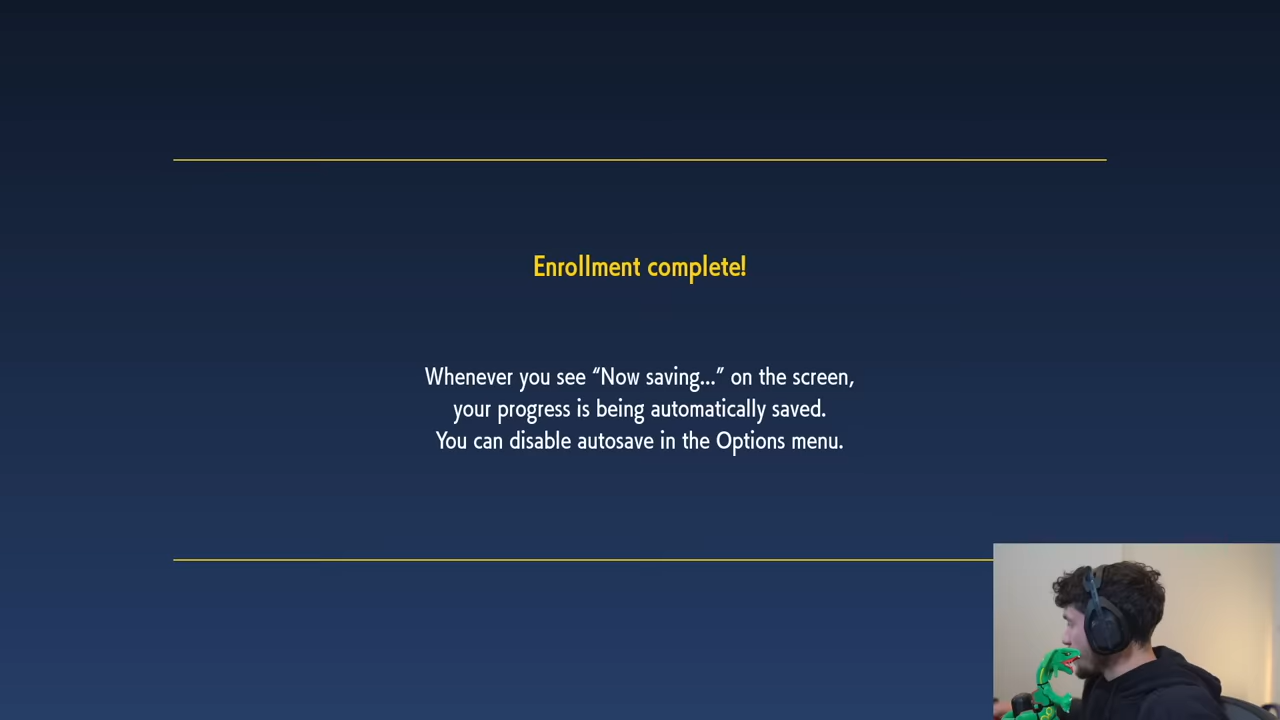 Enrollment complete!
Whenever you see “Now saving...” on the screen,
your progress is being automatically saved.
You can disable autosave in the Options menu.